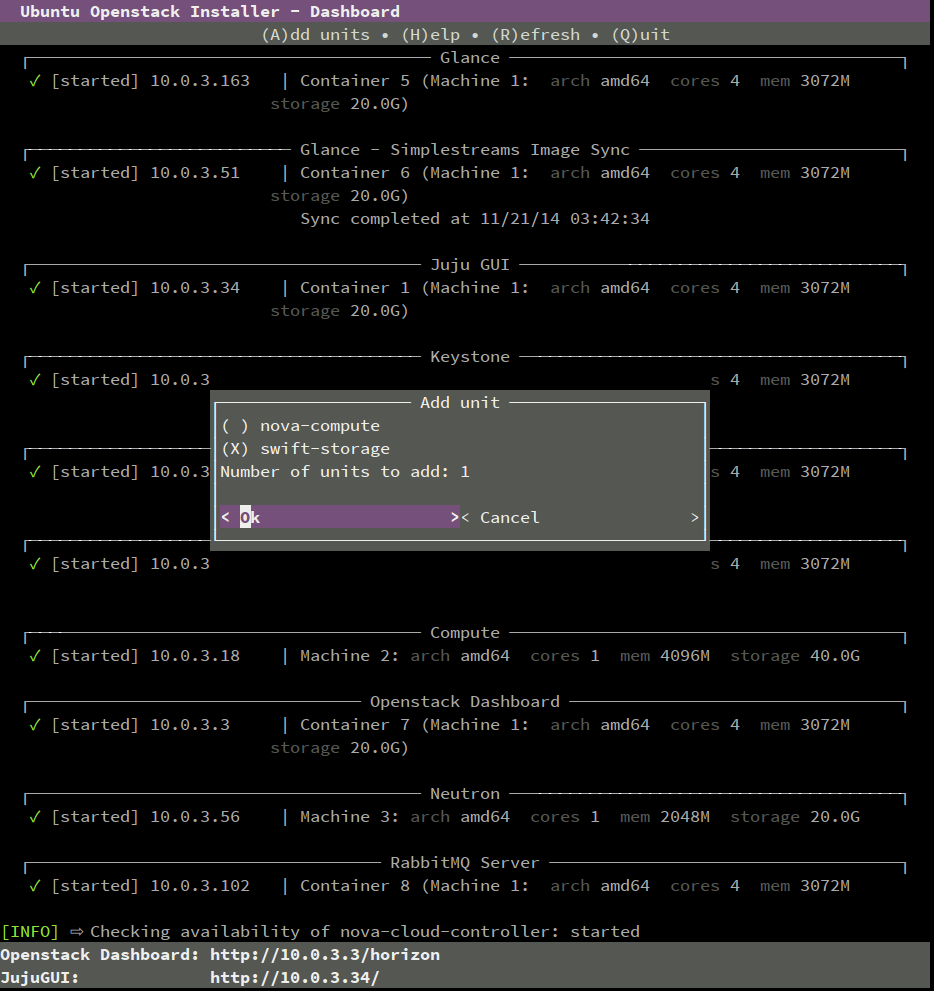 Ubuntu Openstack Installer - Dashboard
(A)dd units • (H)elp • (R)efresh • (Q)uit
Glance
✓ [started] 10.0.3.163 | Container 5 (Machine 1: arch amd64 cores 4 mem 3072M
storage 20.0G)
Glance - Simplestreams Image Sync
✓ [started] 10.0.3.51 | Container 6 (Machine 1: arch amd64 cores 4 mem 3072M
storage 20.0G)
Sync completed at 11/21/14 03:42:34
Juju GUI
✓ [started] 10.0.3.34 | Container 1 (Machine 1: arch amd64 cores 4 mem 3072M
storage 20.0G)
Keystone
✓ [started] 10.0.3 s 4 mem 3072M
Add unit
( ) nova-compute
(X) swift-storage
✓ [started] 10.0.3 s 4 mem 3072M
Number of units to add: 1
< Ok > < Cancel >
✓ [started] 10.0.3 s 4 mem 3072M
Compute
✓ [started] 10.0.3.18 | Machine 2: arch amd64 cores 1 mem 4096M storage 40.0G
Openstack Dashboard
✓ [started] 10.0.3.3 | Container 7 (Machine 1: arch amd64 cores 4 mem 3072M
storage 20.0G)
Neutron
✓ [started] 10.0.3.56 | Machine 3: arch amd64 cores 1 mem 2048M storage 20.0G
RabbitMQ Server
✓ [started] 10.0.3.102 | Container 8 (Machine 1: arch amd64 cores 4 mem 3072M
[INFO] ⇨ Checking availability of nova-cloud-controller: started
Openstack Dashboard: http://10.0.3.3/horizon
JujuGUI: http://10.0.3.34/